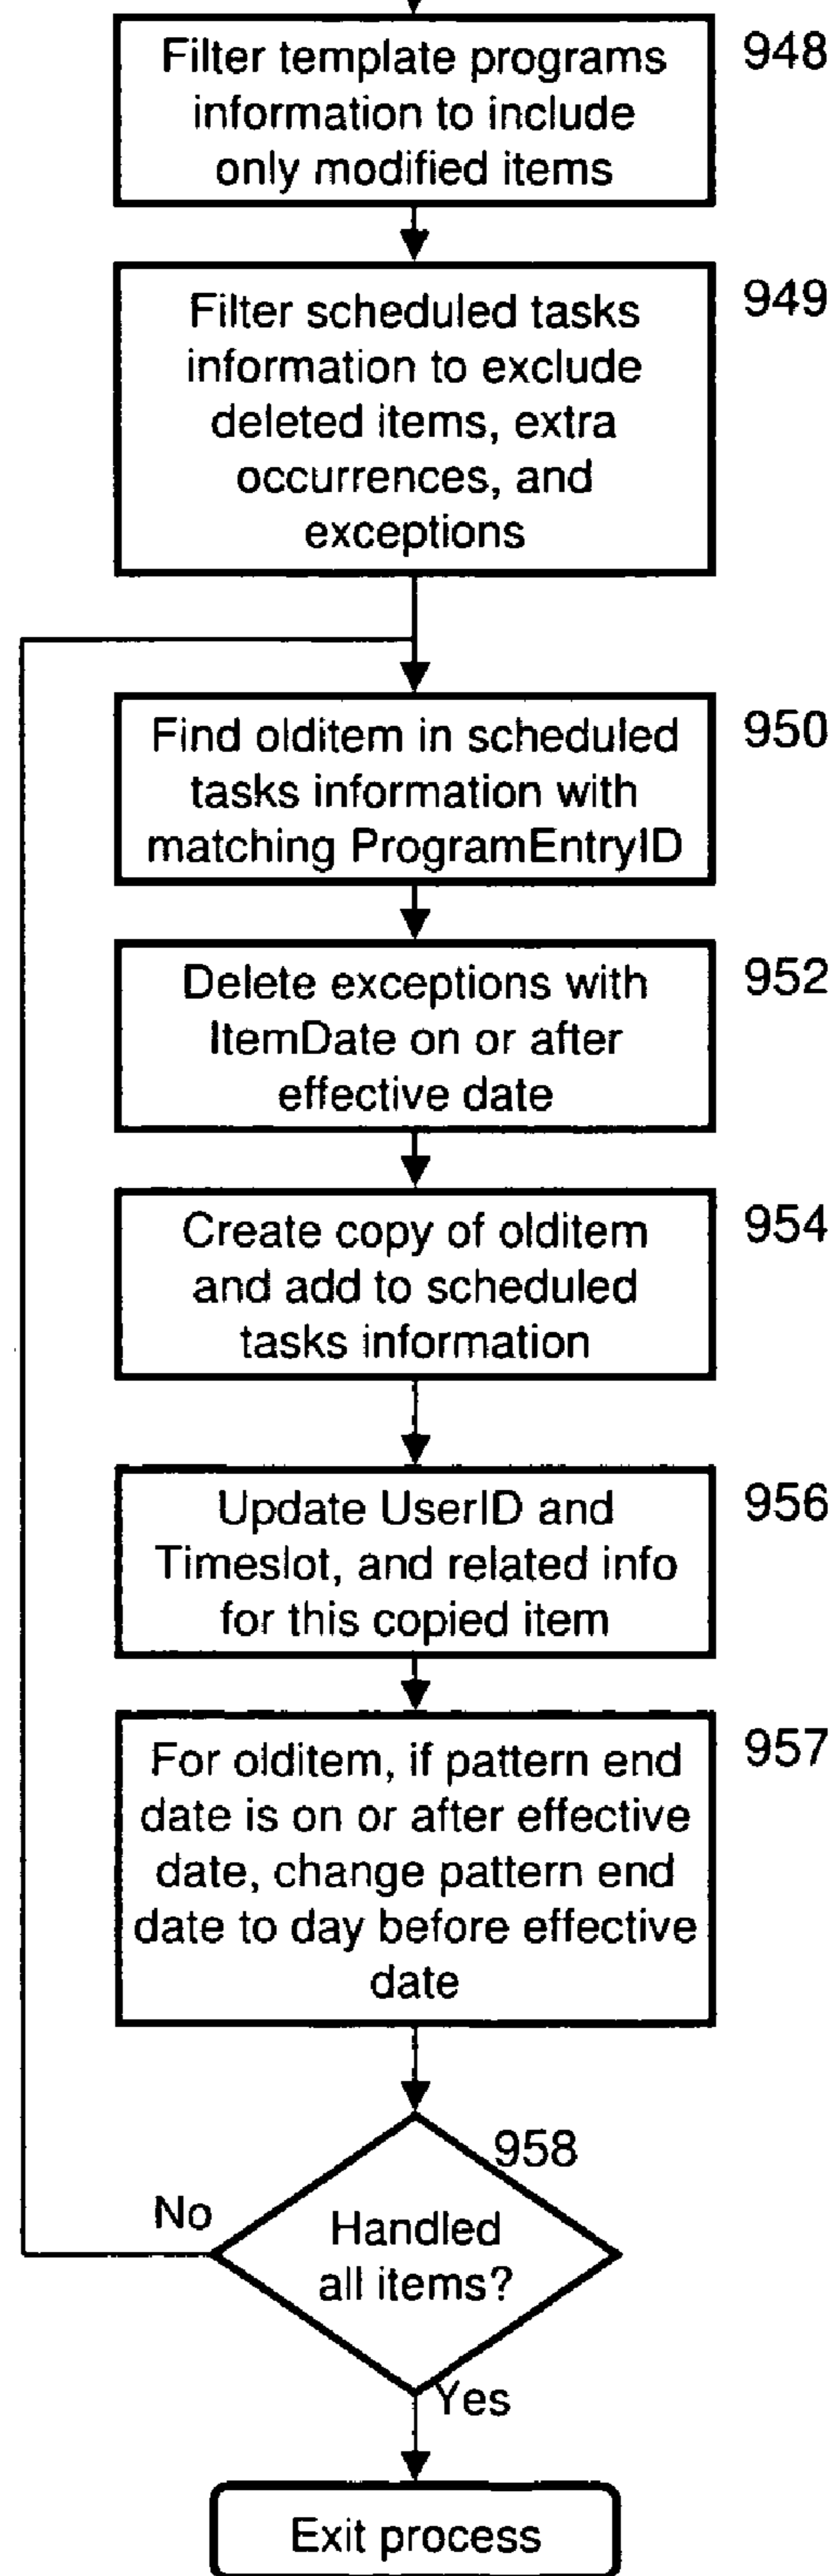 Filter template programs
information to include
only modified items
948
Filter scheduled tasks
information to exclude
deleted items, extra
occurrences, and
exceptions
949
Find olditem in scheduled
tasks information with
matching ProgramEntryID
950
Delete exceptions with
ItemDate on or after
effective date
952
Create copy of olditem
and add to scheduled
tasks information
954
Update UserID and
Timeslot, and related info
for this copied item
956
For olditem, if pattern end
date is on or after effective
date, change pattern end
date to day before effective
date
957
958
No
Handled
all items?
Yes
Exit process